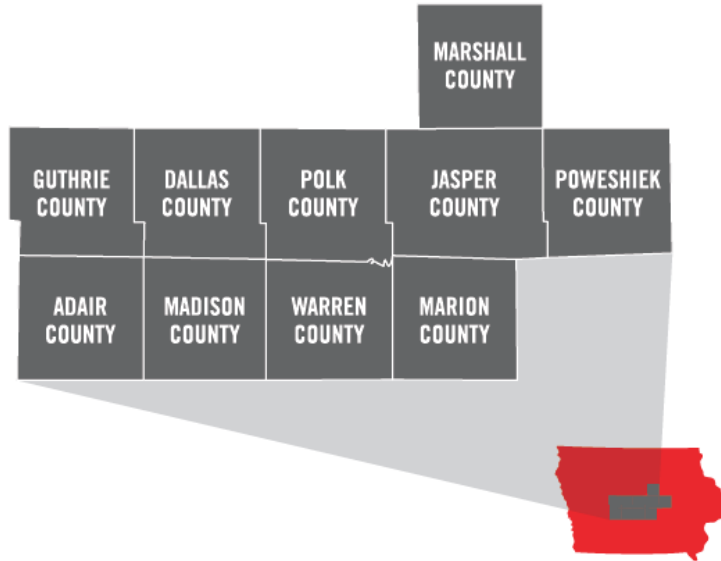 MARSHALL
COUNTY
GUTHRIE
COUNTY
DALLAS
COUNTY
POLK
COUNTY
JASPER
COUNTY
POWESHIEK
COUNTY
ADAIR
COUNTY
MADISON
COUNTY
WARREN
COUNTY
MARION
COUNTY